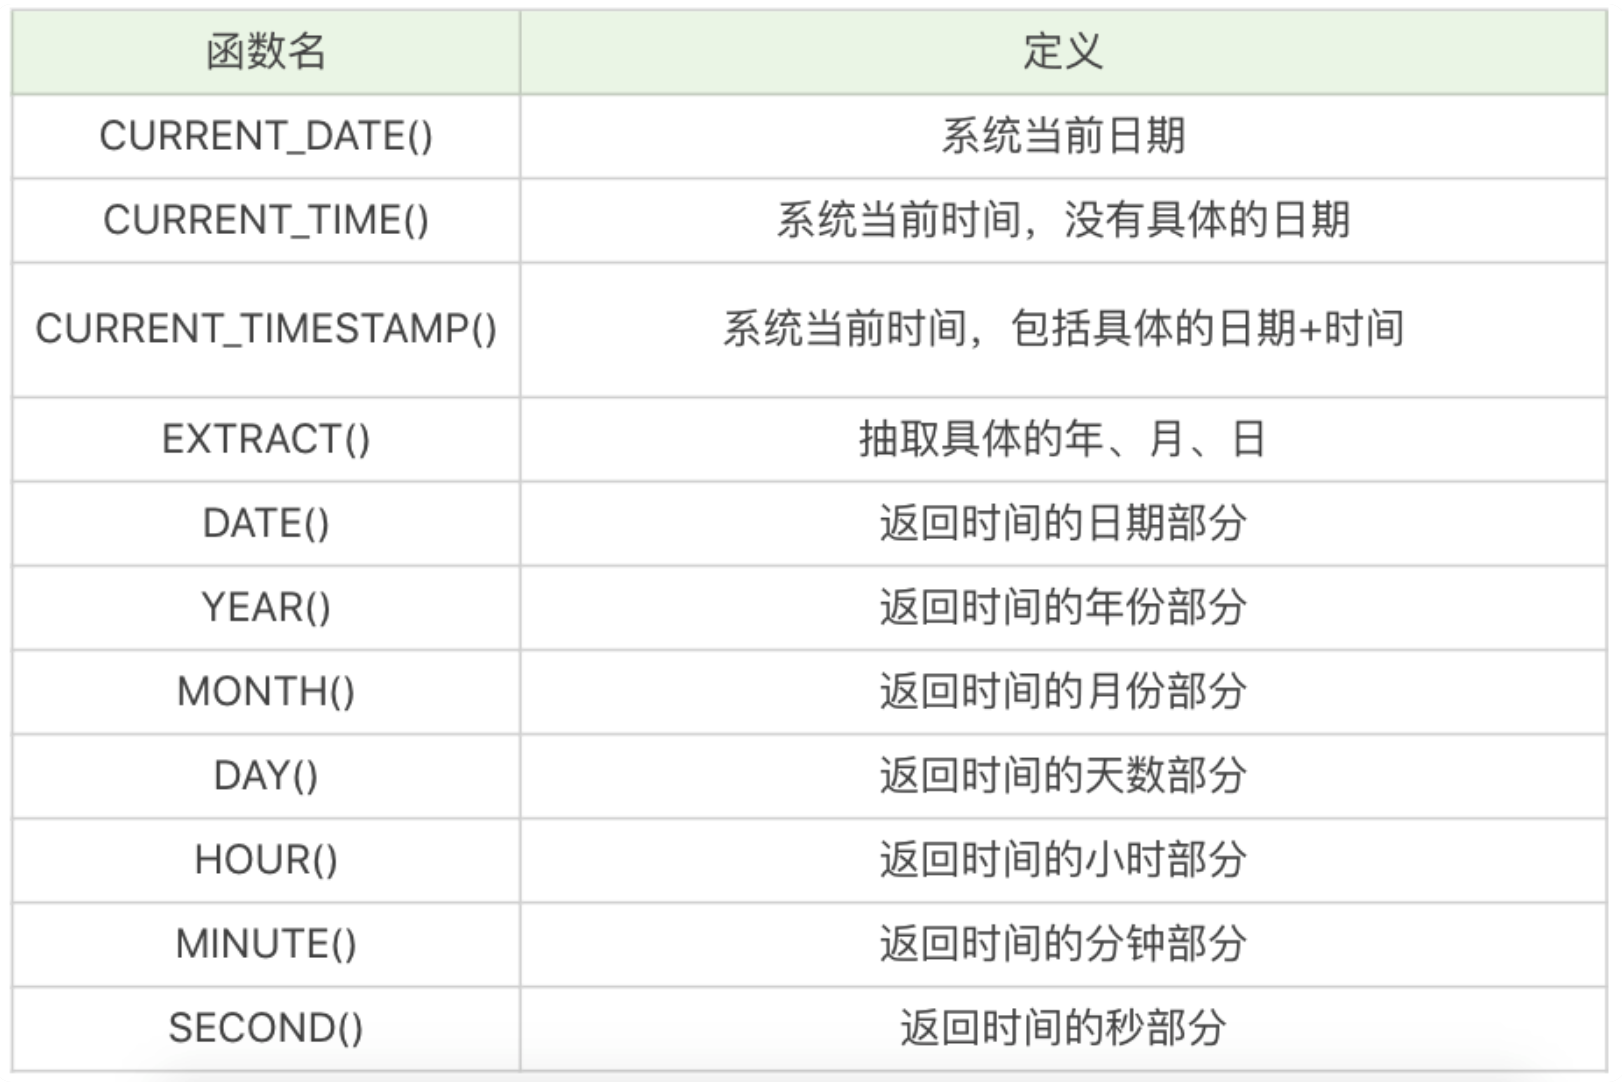 函数名 定义
CURRENT_DATE() 系统当前日期
CURRENT_TIME() 系统当前时间，没有具体的日期
CURRENT_TIMESTAMP() 系统当前时间，包括具体的日期+时间
EXTRACT() 抽取具体的年、月、日
DATE() 返回时间的日期部分
YEAR() 返回时间的年份部分
MONTH() 返回时间的月份部分
DAY() 返回时间的天数部分
HOUR() 返回时间的小时部分
MINUTE() 返回时间的分钟部分
SECOND() 返回时间的秒部分